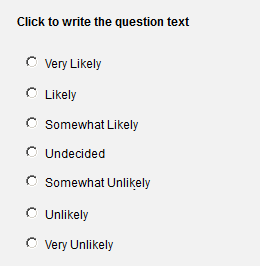 Click to write the question text
Very Likely
Likely
Somewhat Likely
Undecided
Somewhat Unlikely
Unlikely
Very Unlikely